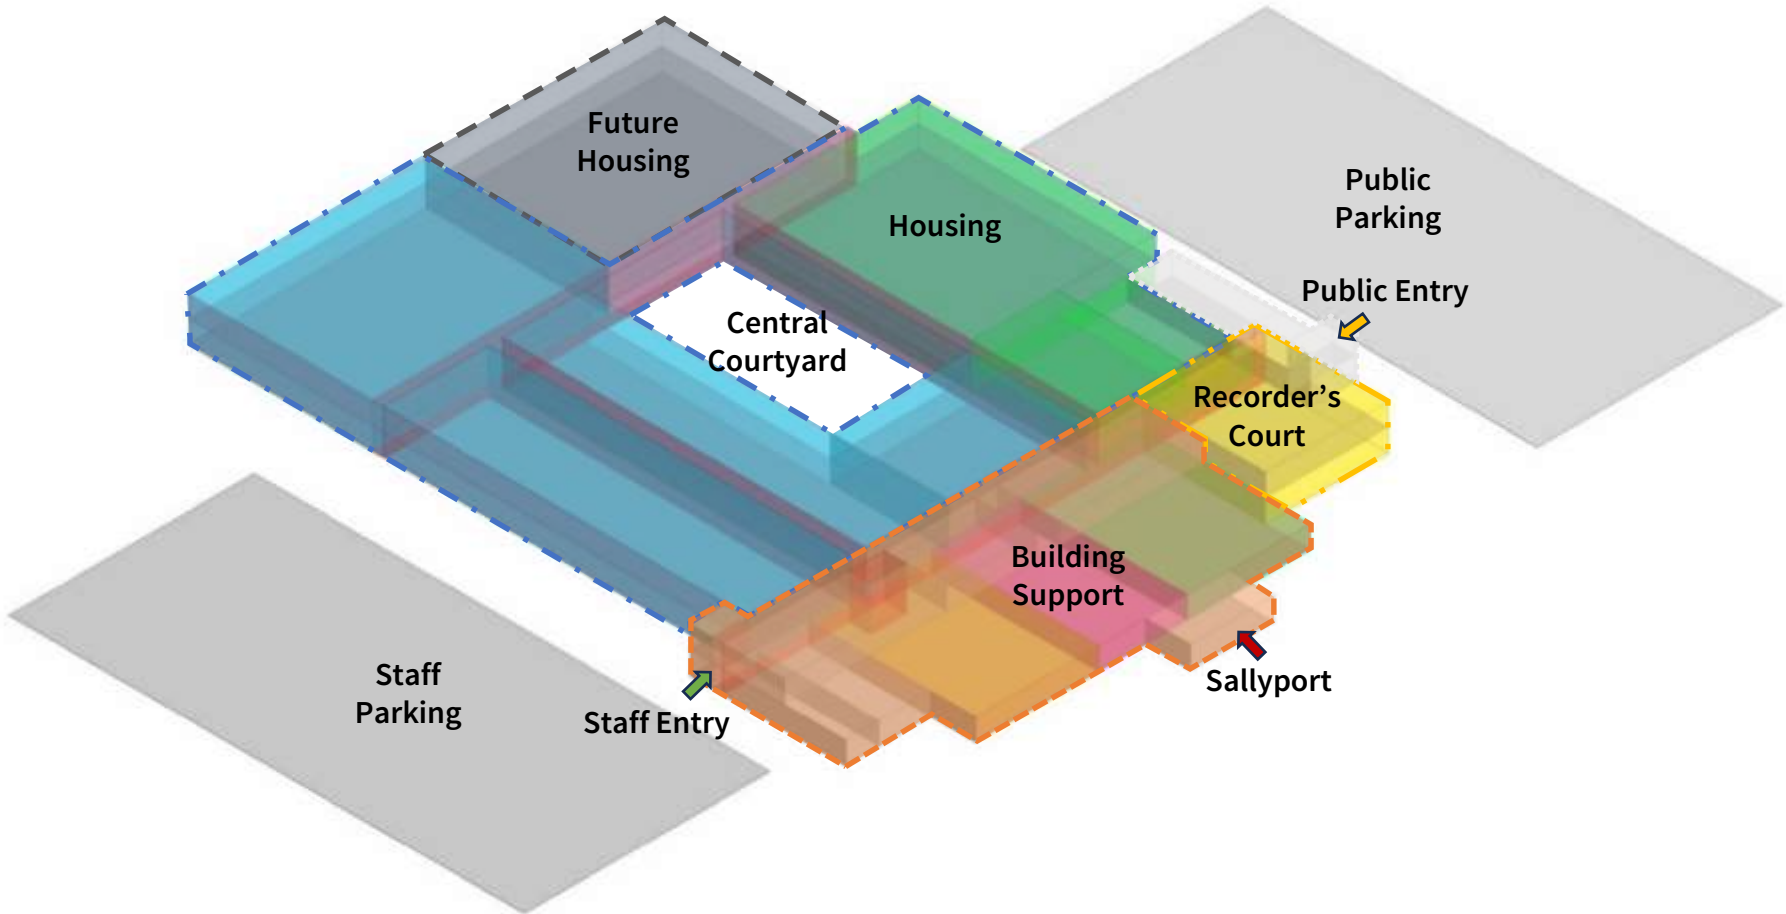 Future
Housing
Housing
Public
Parking
Public Entry
Central
Courtyard
Recorder’s
Court
Building
Support
Sallyport
Staff
Parking
Staff Entry